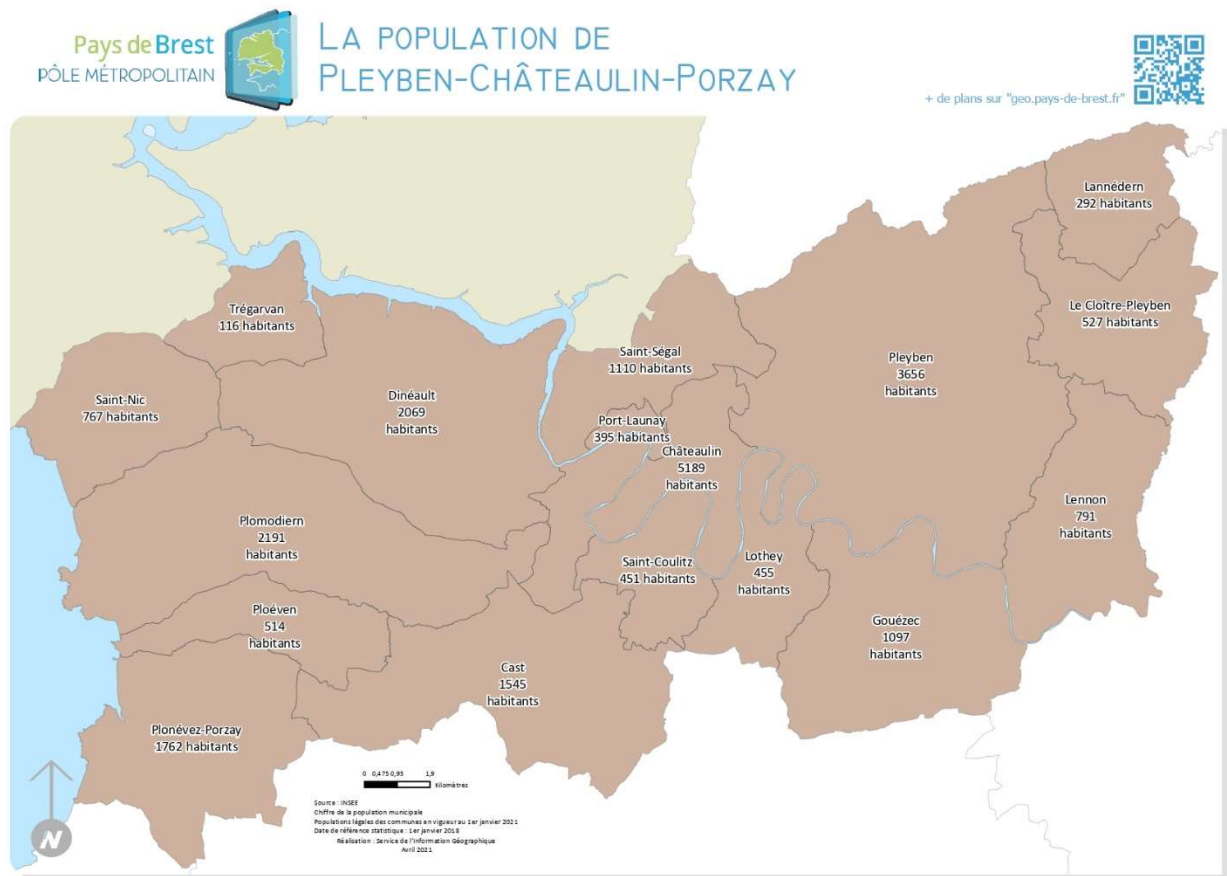 Pays de Brest
PÔLE MÉTROPOLITAIN
LA POPULATION DE
PLEYBEN-CHÂTEAULIN-PORZAY
+ de plans sur "geo.pays-de-brest.fr"
Lannédern
292 habitants
Trégarvan
116 habitants
Le Cloître-Pleyben
527 habitants
Saint-Ségal
1110 habitants
Pleyben
3656
habitants
Saint-Nic
767 habitants
Dinéault
2069
habitants
Port-Launay
395 habitants
Châteaulin
5189
habitants
Lennon
791
habitants
Plomodiern
2191
habitants
Saint-Coulitz
451 habitants
Lothey
455
habitants
Ploéven
514
habitants
Gouézec
1097
habitants
Cast
1545
habitants
Plonévez-Porzay
1762 habitants
0 0,475 0,95 1,9
Kilomètres
Source : INSEE
Chiffre de la population municipale
Populations légales des communes en vigueur au 1er janvier 2021
Date de référence statistique : 1er janvier 2018
Réalisation : Service de l'Information Géographique
Avril 2021
N